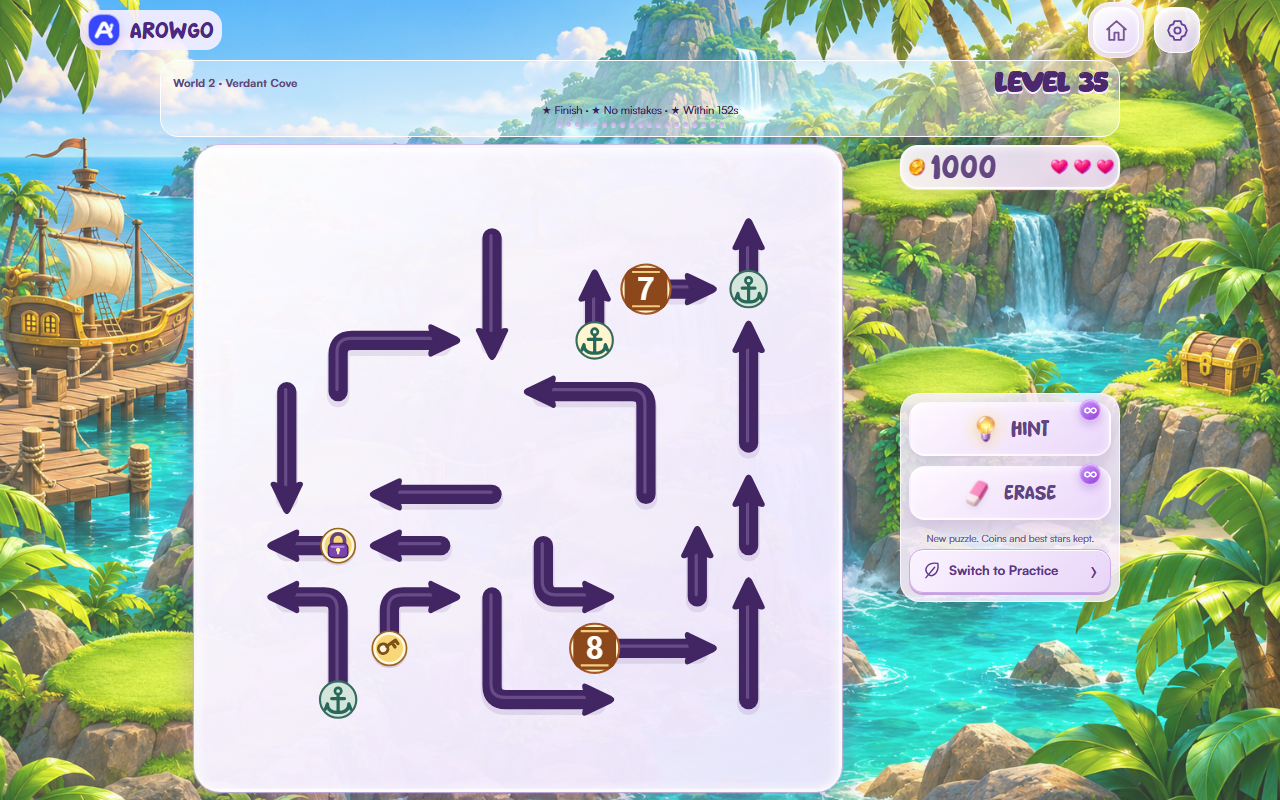 AROWGO
World 2 · Verdant Cove
LEVEL 35
★ Finish · ★ No mistakes · ★ Within 152s
1000
7
8
HINT
∞
ERASE
∞
New puzzle. Coins and best stars kept.
Switch to Practice ›